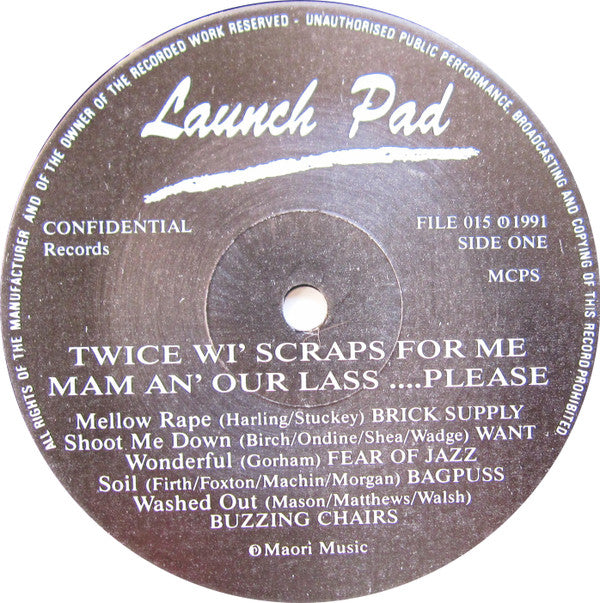 ALL RIGHTS OF THE MANUFACTURER AND OF THE OWNER OF THE RECORDED WORK RESERVED - UNAUTHORISED PUBLIC PERFORMANCE, BROADCASTING AND COPYING OF THIS RECORD PROHIBITED
Launch Pad
CONFIDENTIAL
Records
FILE 015 ℗1991
SIDE ONE
MCPS
TWICE WI' SCRAPS FOR ME
MAM AN' OUR LASS ....PLEASE
Mellow Rape (Harling/Stuckey) BRICK SUPPLY
Shoot Me Down (Birch/Ondine/Shea/Wadge) WANT
Wonderful (Gorham) FEAR OF JAZZ
Soil (Firth/Foxton/Machin/Morgan) BAGPUSS
Washed Out (Mason/Matthews/Walsh)
BUZZING CHAIRS
℗Maori Music